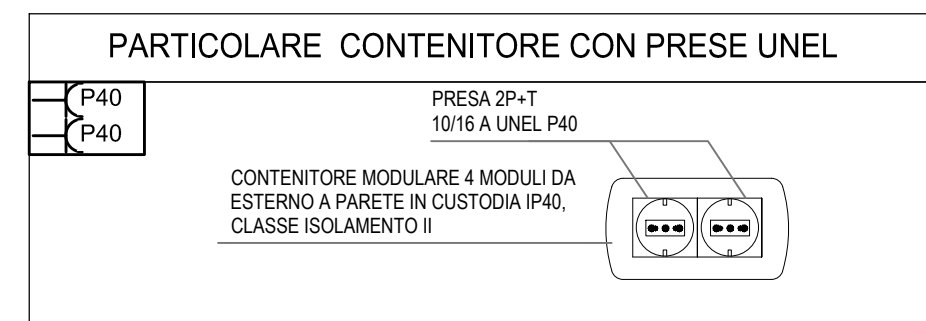 PARTICOLARE CONTENITORE CON PRESE UNEL
P40
P40
PRESA 2P+T
10/16 A UNEL P40
CONTENITORE MODULARE 4 MODULI DA
ESTERNO A PARETE IN CUSTODIA IP40,
CLASSE ISOLAMENTO II